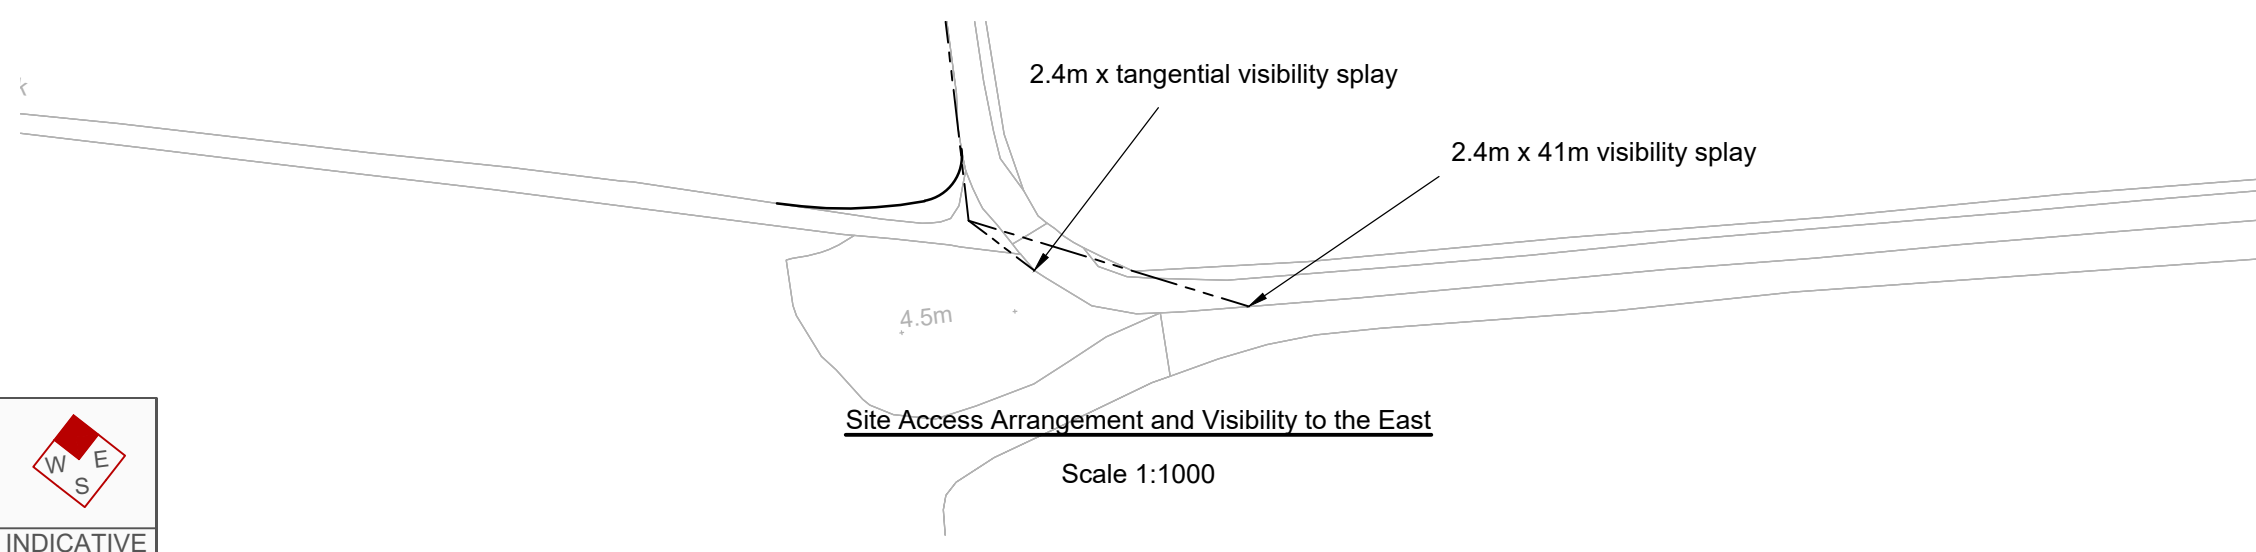 2.4m x tangential visibility splay
2.4m x 41m visibility splay
4.5m
Site Access Arrangement and Visibility to the East
Scale 1:1000
W E
S
INDICATIVE